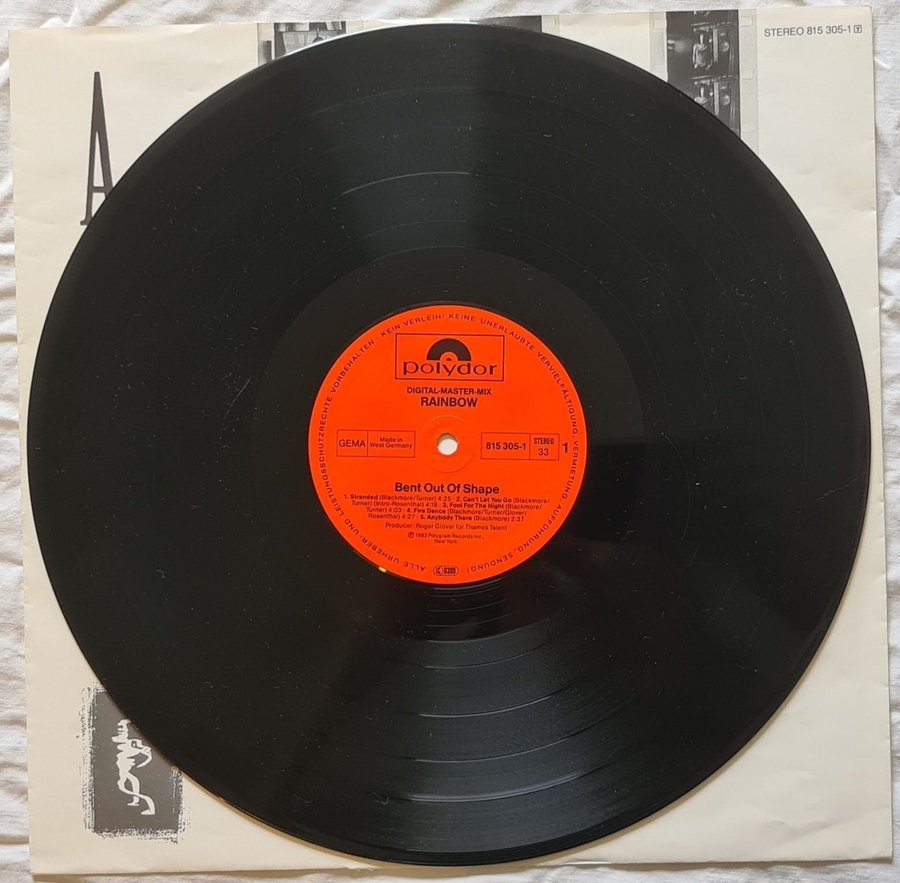 STEREO 815 305-1 Y
A
ALLE URHEBER- UND LEISTUNGSSCHUTZRECHTE VORBEHALTEN · KEIN VERLEIH! KEINE UNERLAUBTE VERVIELFÄLTIGUNG, VERMIETUNG, AUFFÜHRUNG, SENDUNG!
polydor
DIGITAL-MASTER-MIX
RAINBOW
GEMA
Made in
West Germany
815 305-1
STEREO
33
1
Bent Out Of Shape
1. Stranded (Blackmore/Turner) 4:25 · 2. Can't Let You Go (Blackmore/
Turner) (Intro-Rosenthal) 4:19 · 3. Fool For The Night (Blackmore/
Turner) 4:03 · 4. Fire Dance (Blackmore/Turner/Glover/
Rosenthal) 4:27 · 5. Anybody There (Blackmore) 2:37
Producer: Roger Glover for Thames Talent
℗ 1983 Polygram Records Inc.,
New York
LC 0309